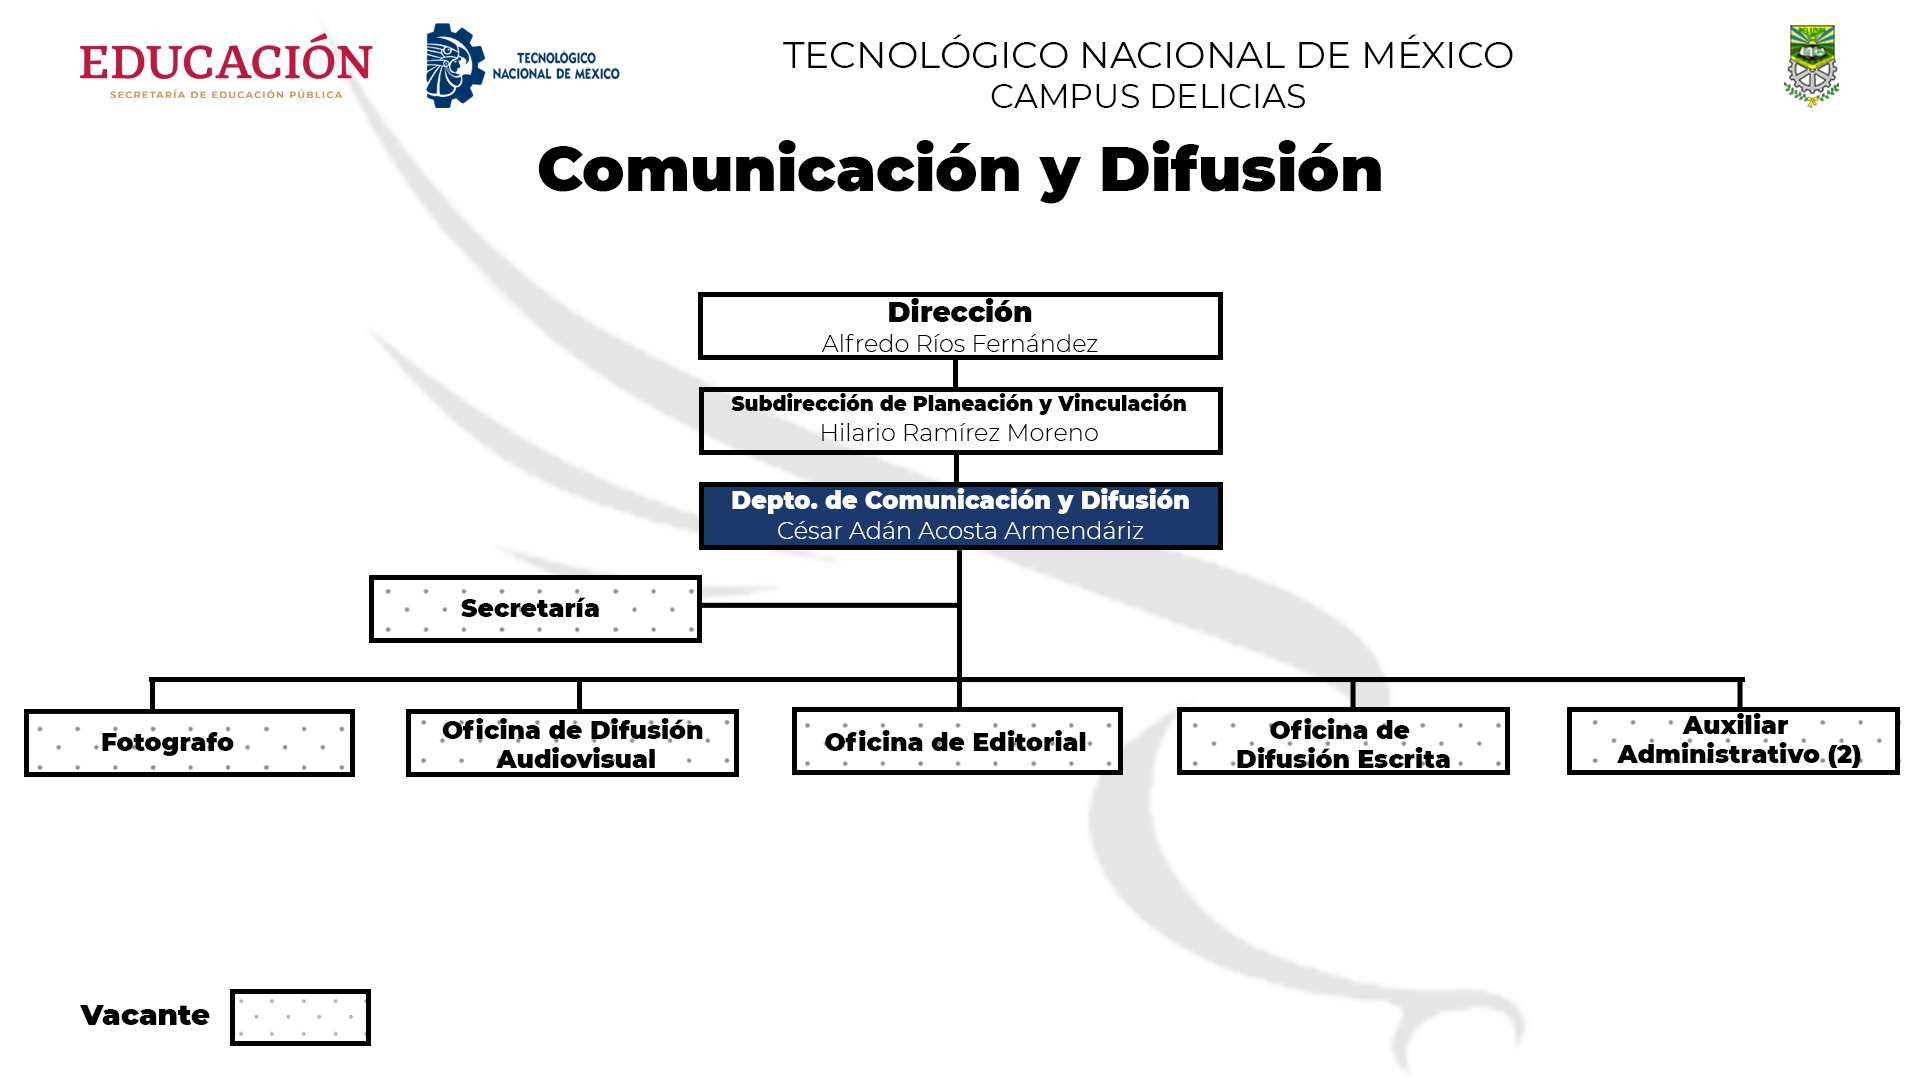 EDUCACIÓN
SECRETARÍA DE EDUCACIÓN PÚBLICA
TECNOLÓGICO
NACIONAL DE MÉXICO
TECNOLÓGICO NACIONAL DE MÉXICO
CAMPUS DELICIAS
Comunicación y Difusión
Dirección
Alfredo Ríos Fernández
Subdirección de Planeación y Vinculación
Hilario Ramírez Moreno
Depto. de Comunicación y Difusión
César Adán Acosta Armendáriz
Secretaría
Fotografo
Oficina de Difusión
Audiovisual
Oficina de Editorial
Oficina de
Difusión Escrita
Auxiliar
Administrativo (2)
Vacante